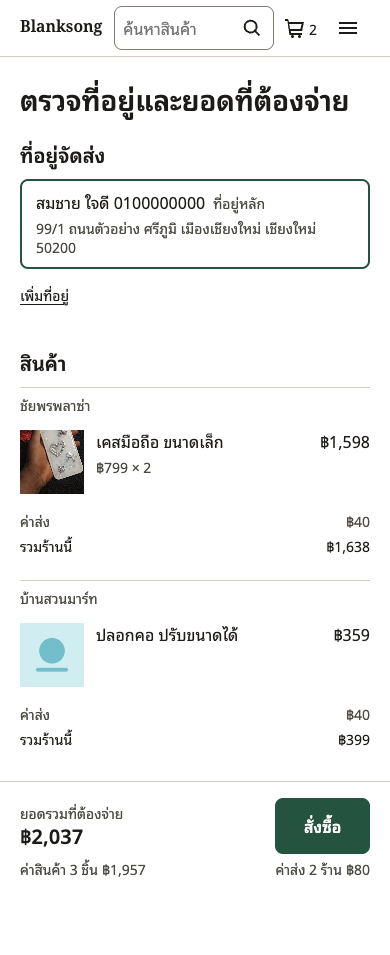 Blanksong
ค้นหาสินค้า
2
ตรวจที่อยู่และยอดที่ต้องจ่าย
ที่อยู่จัดส่ง
สมชาย ใจดี 0100000000 ที่อยู่หลัก
99/1 ถนนตัวอย่าง ศรีภูมิ เมืองเชียงใหม่ เชียงใหม่
50200
เพิ่มที่อยู่
สินค้า
ชัยพรพลาซ่า
เคสมือถือ ขนาดเล็ก ฿1,598
฿799 × 2
ค่าส่ง ฿40
รวมร้านนี้ ฿1,638
บ้านสวนมาร์ท
ปลอกคอ ปรับขนาดได้ ฿359
ค่าส่ง ฿40
รวมร้านนี้ ฿399
ยอดรวมที่ต้องจ่าย
฿2,037
สั่งซื้อ
ค่าสินค้า 3 ชิ้น ฿1,957 ค่าส่ง 2 ร้าน ฿80